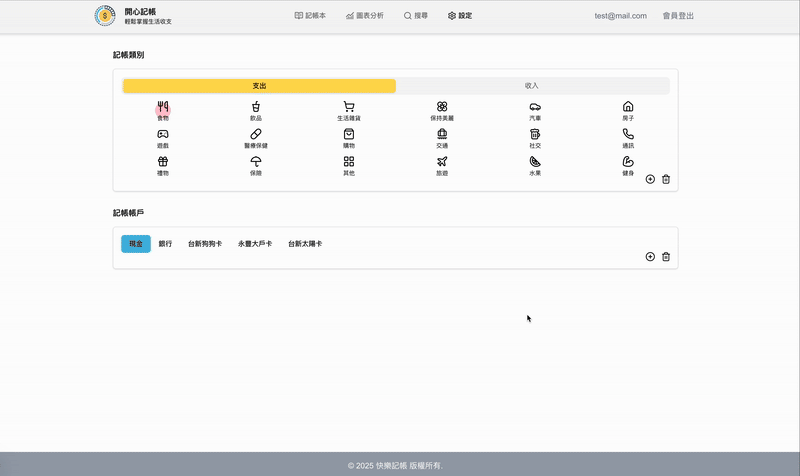 開心記帳
輕鬆掌握生活收支
記帳本 圖表分析 搜尋 設定
test@mail.com 會員登出
記帳類別
支出 收入
食物 飲品 生活雜貨 保持美麗 汽車 房子
遊戲 醫療保健 購物 交通 社交 通訊
禮物 保險 其他 旅遊 水果 健身
記帳帳戶
現金 銀行 台新狗狗卡 永豐大戶卡 台新太陽卡
© 2025 快樂記帳 版權所有.